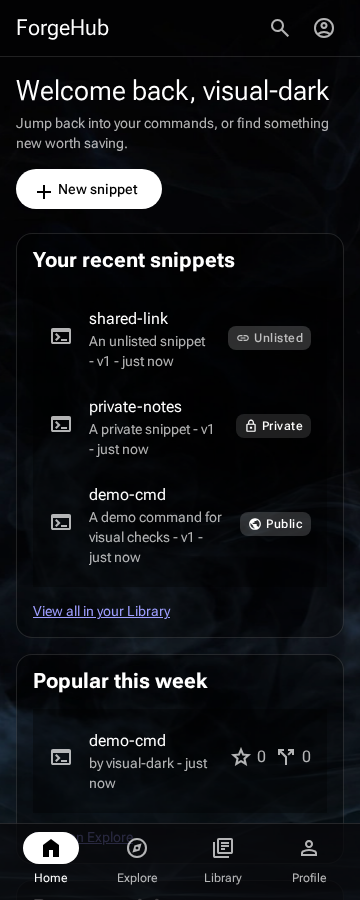 ForgeHub
Welcome back, visual-dark
Jump back into your commands, or find something
new worth saving.
New snippet
Your recent snippets
shared-link
An unlisted snippet
- v1 - just now
Unlisted
private-notes
A private snippet - v1
- just now
Private
demo-cmd
A demo command for
visual checks - v1 -
just now
Public
View all in your Library
Popular this week
demo-cmd
by visual-dark - just
now
0
0
Explore
Home
Explore
Library
Profile